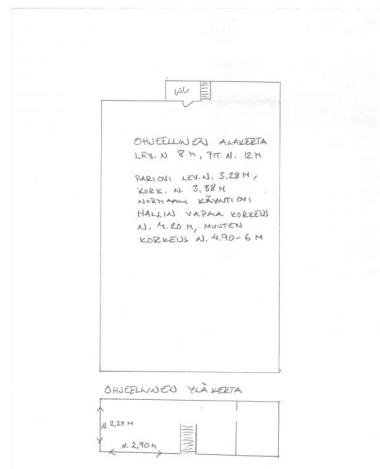 WC
OHJEELLINEN ALAKERTA
LEV. N 8 M, PIT. N. 12 M
PARIOVI LEV. N. 3,28 M,
KORK. N. 3,88 M
NORMAALI KÄYNTIOVI
HALLIN VAPAA KORKEUS
N. 4.20 M, MUUTEN
KORKEUS N. 4.90-6 M
OHJEELLINEN YLÄKERTA
N. 2,23 M
N. 2,90 M